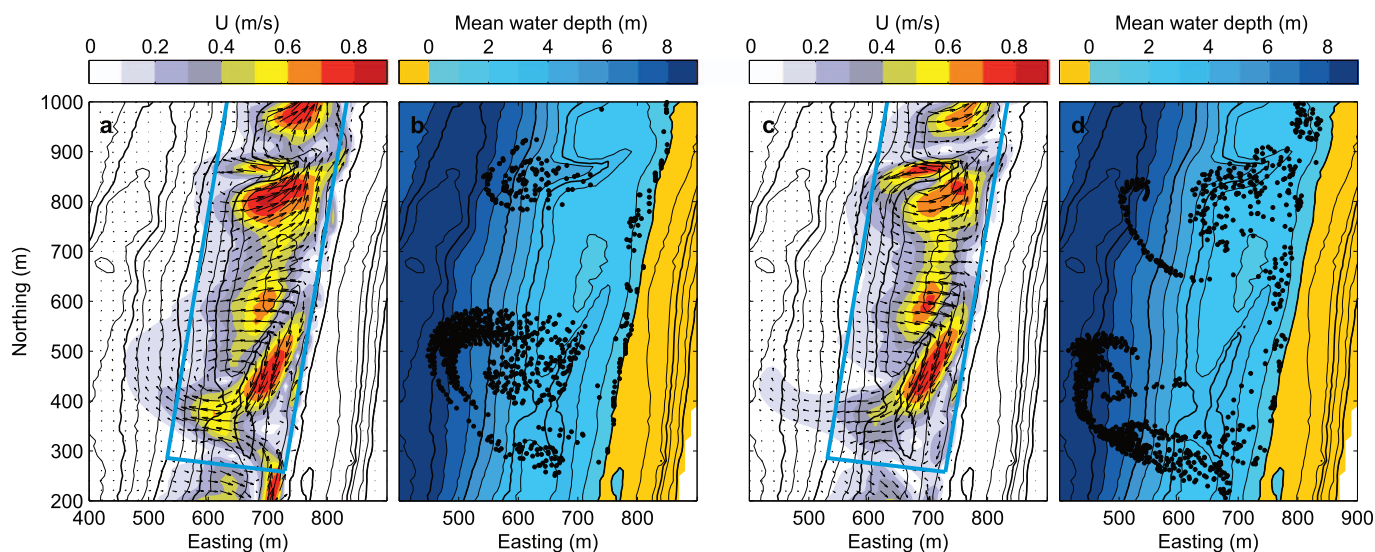 U (m/s)
Mean water depth (m)
U (m/s)
Mean water depth (m)
0 0.2 0.4 0.6 0.8
0 2 4 6 8
0 0.2 0.4 0.6 0.8
0 2 4 6 8
a
b
c
d
Northing (m)
1000
900
800
700
600
500
400
300
200
400 500 600 700 800
500 600 700 800
500 600 700 800
500 600 700 800 900
Easting (m)
Easting (m)
Easting (m)
Easting (m)